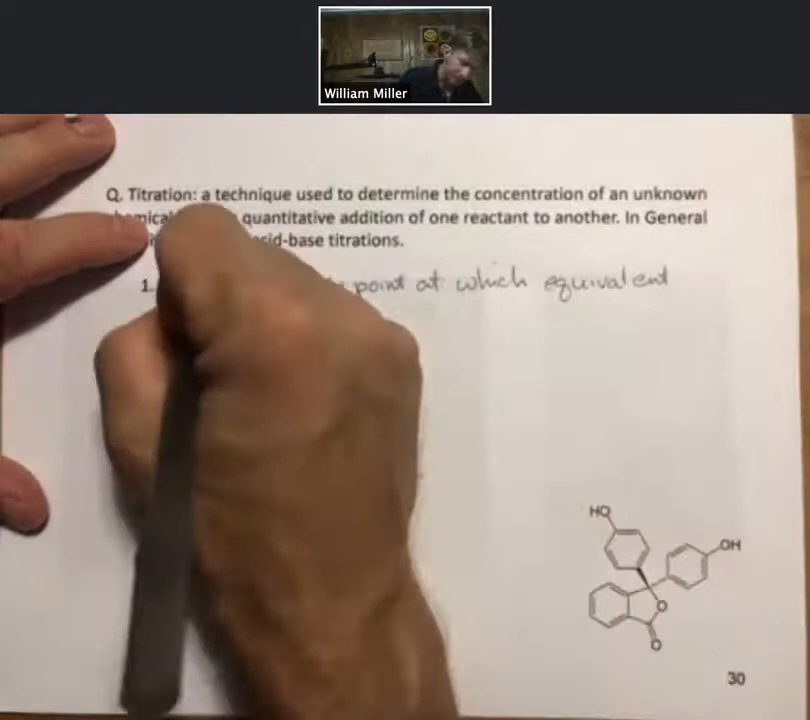 William Miller
Q. Titration: a technique used to determine the concentration of an unknown
quantitative addition of one reactant to another. In General
acid-base titrations.
1. point at which equivalent
HO
OH
O
O
30